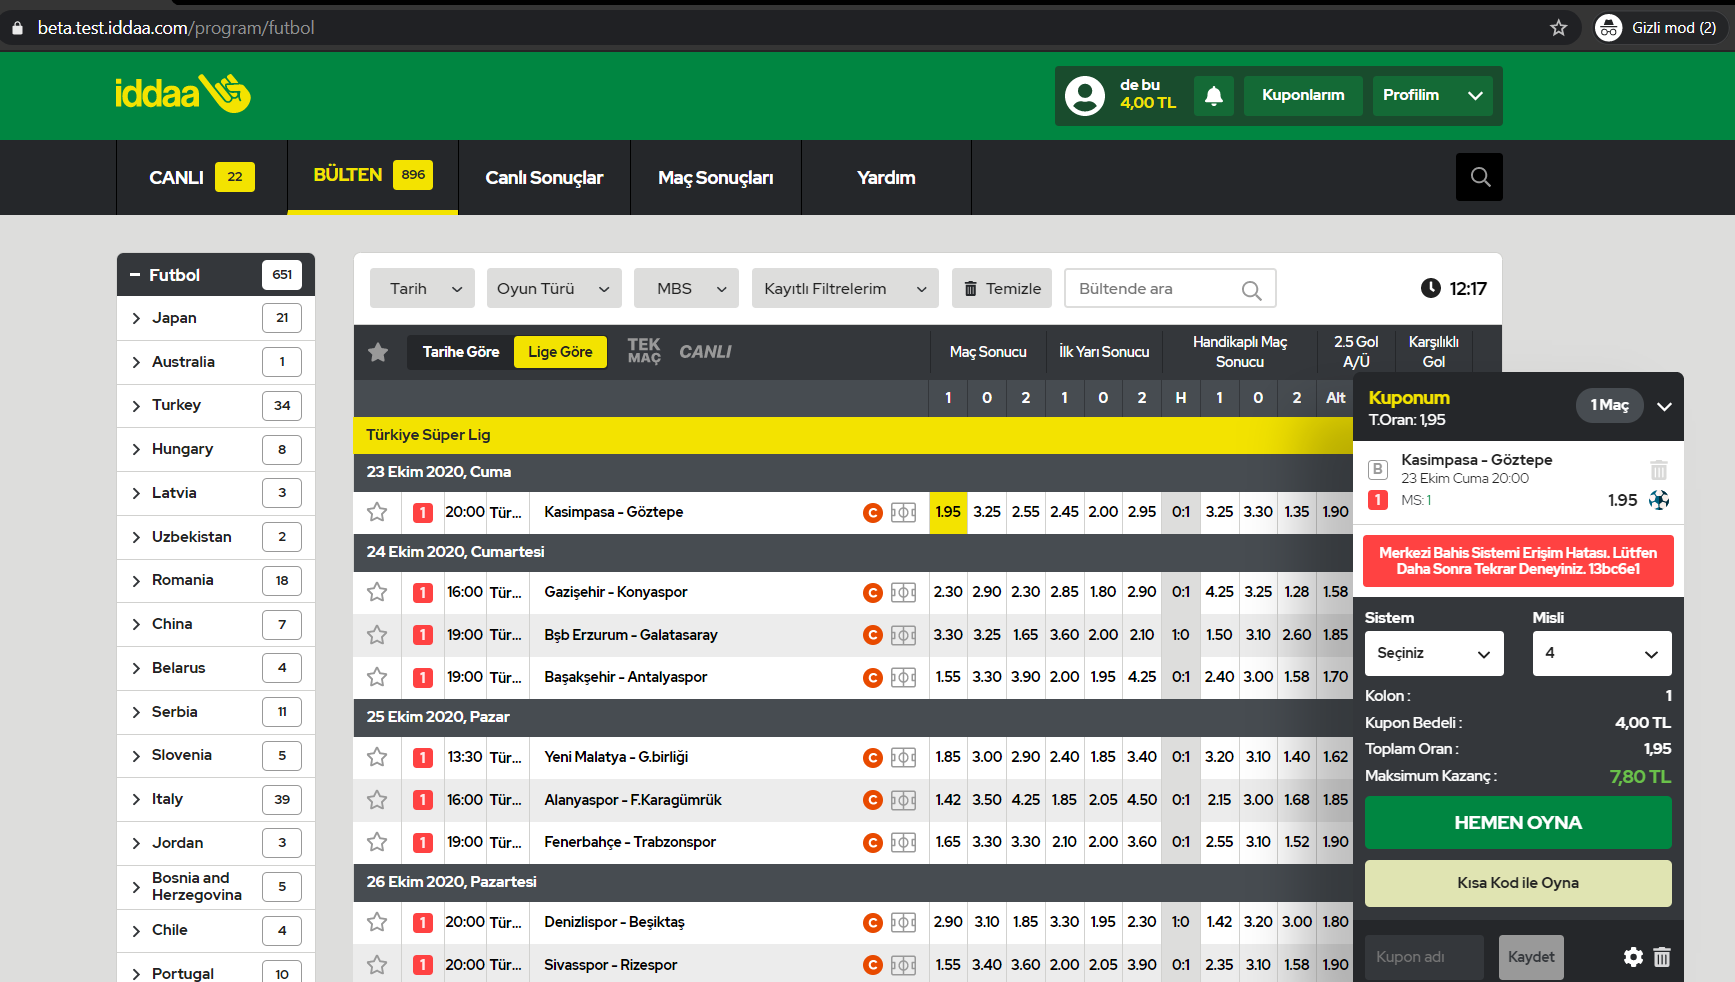 beta.test.iddaa.com/program/futbol
Gizli mod (2)
iddaa
de bu
4,00 TL
Kuponlarım
Profilim
CANLI 22
BÜLTEN 896
Canlı Sonuçlar
Maç Sonuçları
Yardım
Futbol 651
Japan 21
Australia 1
Turkey 34
Hungary 8
Latvia 3
Uzbekistan 2
Romania 18
China 7
Belarus 4
Serbia 11
Slovenia 5
Italy 39
Jordan 3
Bosnia and
Herzegovina 5
Chile 4
Portugal 10
Tarih
Oyun Türü
MBS
Kayıtlı Filtrelerim
Temizle
Bültende ara
12:17
Tarihe Göre
Lige Göre
TEK
MAÇ
CANLI
Maç Sonucu
İlk Yarı Sonucu
Handikaplı Maç
Sonucu
2.5 Gol
A/Ü
Karşılıklı
Gol
1 0 2 1 0 2 H 1 0 2 Alt
Türkiye Süper Lig
23 Ekim 2020, Cuma
1 20:00 Tür... Kasimpasa - Göztepe C 1.95 3.25 2.55 2.45 2.00 2.95 0:1 3.25 3.30 1.35 1.90
24 Ekim 2020, Cumartesi
1 16:00 Tür... Gazişehir - Konyaspor C 2.30 2.90 2.30 2.85 1.80 2.90 0:1 4.25 3.25 1.28 1.58
1 19:00 Tür... Bşb Erzurum - Galatasaray C 3.30 3.25 1.65 3.60 2.00 2.10 1:0 1.50 3.10 2.60 1.85
1 19:00 Tür... Başakşehir - Antalyaspor C 1.55 3.30 3.90 2.00 1.95 4.25 0:1 2.40 3.00 1.58 1.70
25 Ekim 2020, Pazar
1 13:30 Tür... Yeni Malatya - G.birliği C 1.85 3.00 2.90 2.40 1.85 3.40 0:1 3.20 3.10 1.40 1.62
1 16:00 Tür... Alanyaspor - F.Karagümrük C 1.42 3.50 4.25 1.85 2.05 4.50 0:1 2.15 3.00 1.68 1.85
1 19:00 Tür... Fenerbahçe - Trabzonspor C 1.65 3.30 3.30 2.10 2.00 3.60 0:1 2.55 3.10 1.52 1.90
26 Ekim 2020, Pazartesi
1 20:00 Tür... Denizlispor - Beşiktaş C 2.90 3.10 1.85 3.30 1.95 2.30 1:0 1.42 3.20 3.00 1.80
1 20:00 Tür... Sivasspor - Rizespor C 1.55 3.40 3.60 2.00 2.05 3.90 0:1 2.35 3.10 1.58 1.90
Kuponum
T.Oran: 1,95
1 Maç
B Kasimpasa - Göztepe
23 Ekim Cuma 20:00
1 MS: 1 1.95
Merkezi Bahis Sistemi Erişim Hatası. Lütfen
Daha Sonra Tekrar Deneyiniz. 13bc6e1
Sistem Misli
Seçiniz 4
Kolon : 1
Kupon Bedeli : 4,00 TL
Toplam Oran : 1,95
Maksimum Kazanç : 7,80 TL
HEMEN OYNA
Kısa Kod ile Oyna
Kupon adı Kaydet